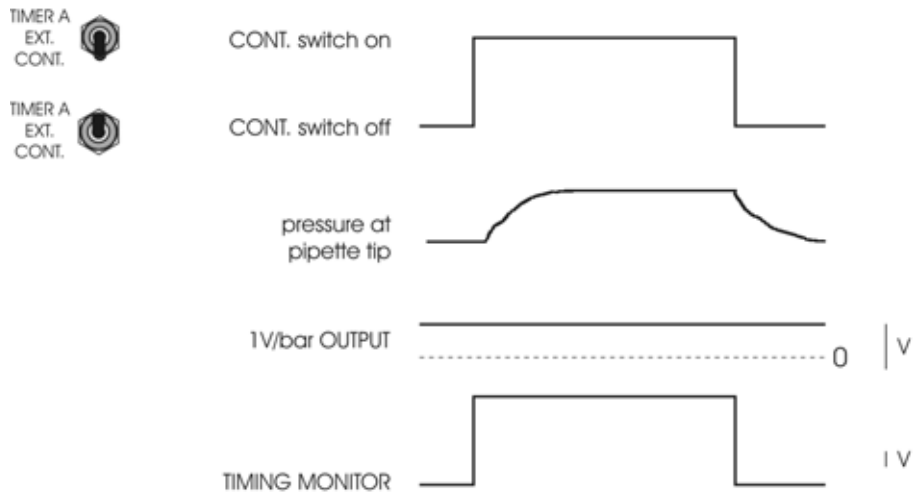 TIMER A
EXT.
CONT.
CONT. switch on
TIMER A
EXT.
CONT.
CONT. switch off
pressure at
pipette tip
1V/bar OUTPUT
0
V
TIMING MONITOR
V